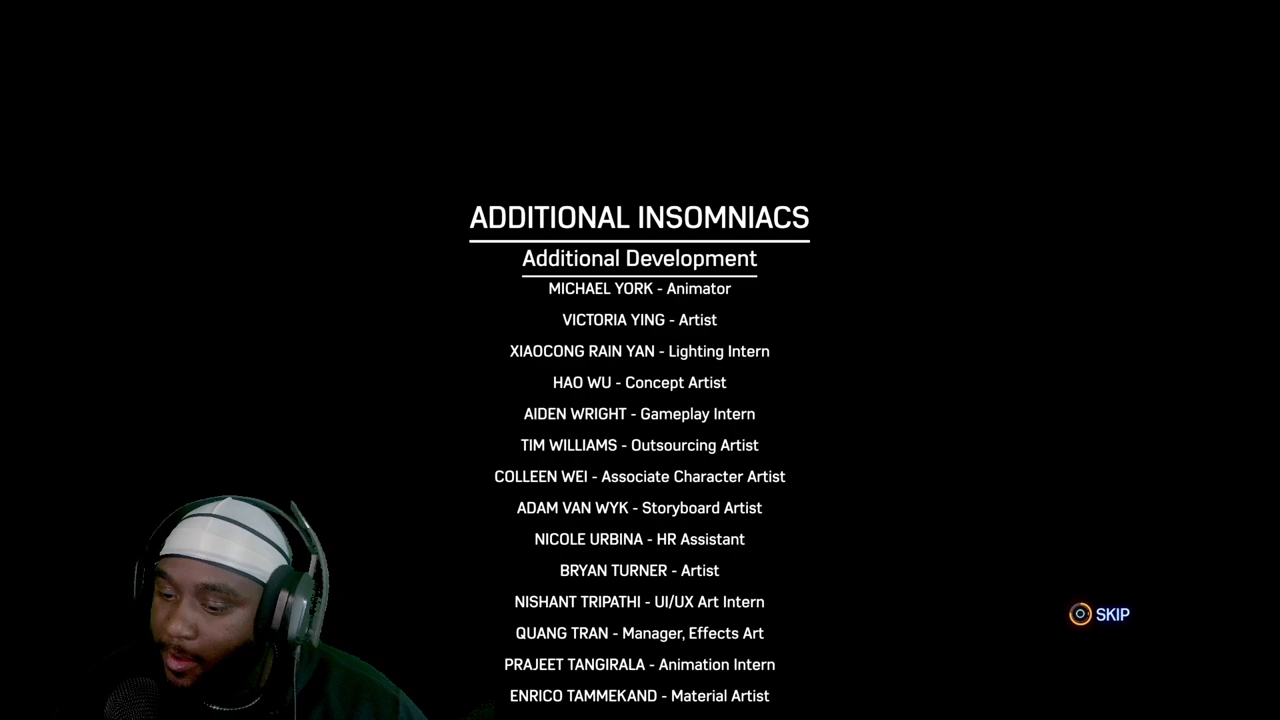 ADDITIONAL INSOMNIACS
Additional Development
MICHAEL YORK - Animator
VICTORIA YING - Artist
XIAOCONG RAIN YAN - Lighting Intern
HAO WU - Concept Artist
AIDEN WRIGHT - Gameplay Intern
TIM WILLIAMS - Outsourcing Artist
COLLEEN WEI - Associate Character Artist
ADAM VAN WYK - Storyboard Artist
NICOLE URBINA - HR Assistant
BRYAN TURNER - Artist
NISHANT TRIPATHI - UI/UX Art Intern
SKIP
QUANG TRAN - Manager, Effects Art
PRAJEET TANGIRALA - Animation Intern
ENRICO TAMMEKAND - Material Artist